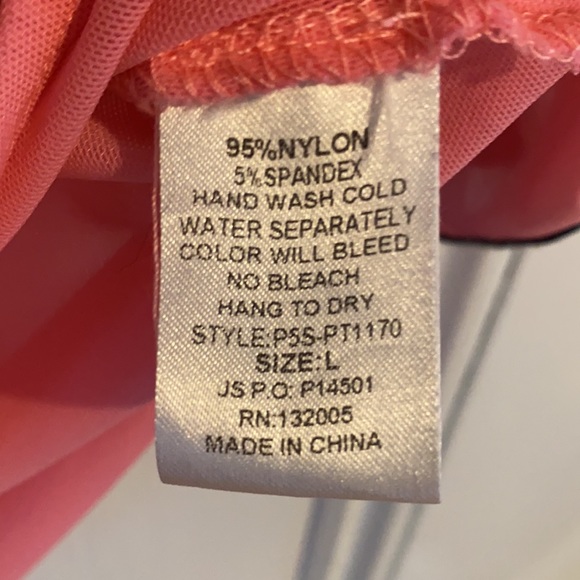 95%NYLON
5%SPANDEX
HAND WASH COLD
WATER SEPARATELY
COLOR WILL BLEED
NO BLEACH
HANG TO DRY
STYLE:P5S-PT1170
SIZE:L
JS P.O: P14501
RN:132005
MADE IN CHINA